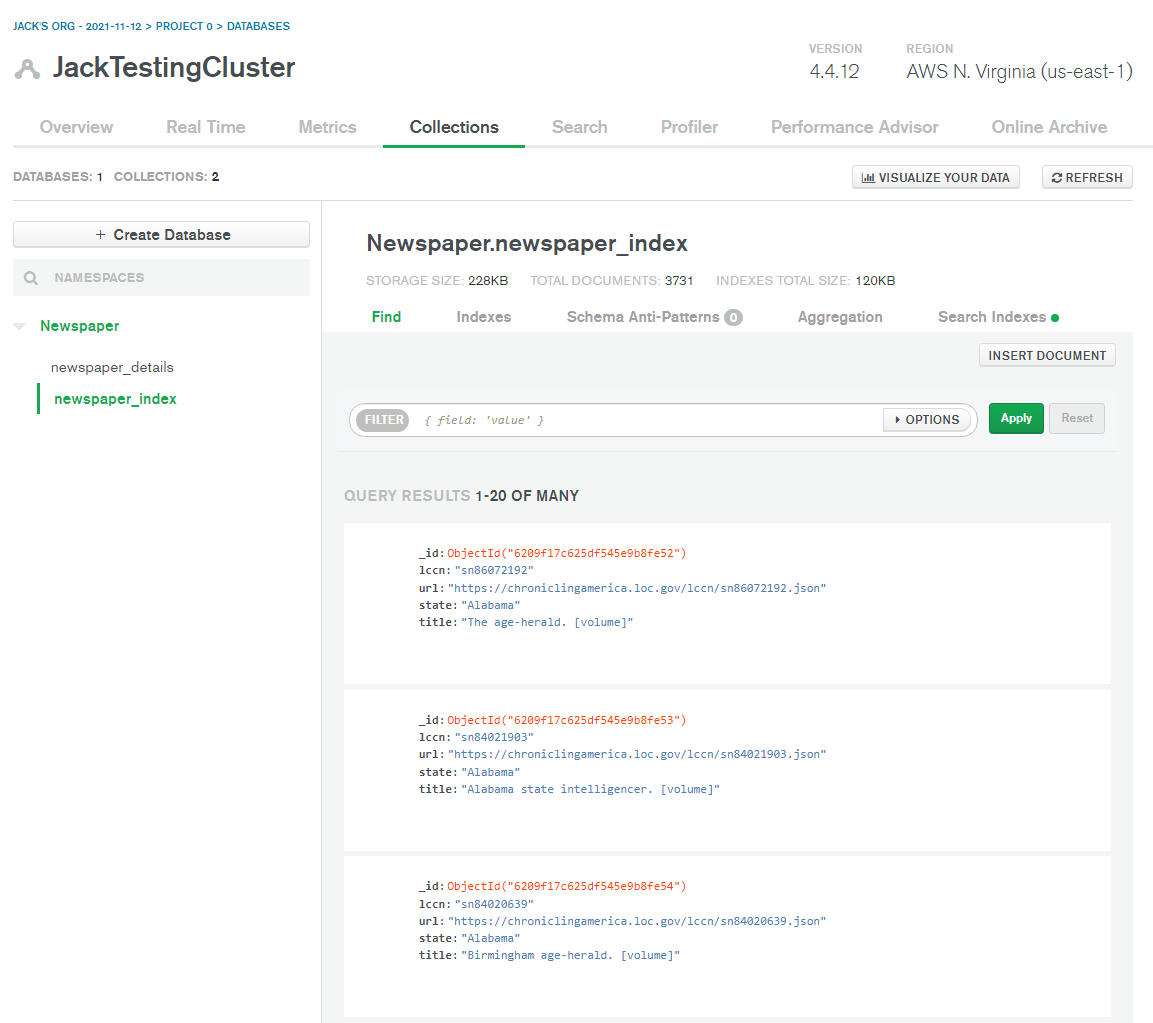 JACK'S ORG - 2021-11-12 > PROJECT 0 > DATABASES
JackTestingCluster
VERSION
4.4.12
REGION
AWS N. Virginia (us-east-1)
Overview Real Time Metrics Collections Search Profiler Performance Advisor Online Archive
DATABASES: 1 COLLECTIONS: 2
VISUALIZE YOUR DATA
REFRESH
+ Create Database
NAMESPACES
Newspaper
newspaper_details
newspaper_index
Newspaper.newspaper_index
STORAGE SIZE: 228KB TOTAL DOCUMENTS: 3731 INDEXES TOTAL SIZE: 120KB
Find Indexes Schema Anti-Patterns 0 Aggregation Search Indexes
INSERT DOCUMENT
FILTER { field: 'value' } OPTIONS Apply Reset
QUERY RESULTS 1-20 OF MANY
_id: ObjectId("6209f17c625df545e9b8fe52")
lccn: "sn86072192"
url: "https://chroniclingamerica.loc.gov/lccn/sn86072192.json"
state: "Alabama"
title: "The age-herald. [volume]"
_id: ObjectId("6209f17c625df545e9b8fe53")
lccn: "sn84021903"
url: "https://chroniclingamerica.loc.gov/lccn/sn84021903.json"
state: "Alabama"
title: "Alabama state intelligencer. [volume]"
_id: ObjectId("6209f17c625df545e9b8fe54")
lccn: "sn84020639"
url: "https://chroniclingamerica.loc.gov/lccn/sn84020639.json"
state: "Alabama"
title: "Birmingham age-herald. [volume]"